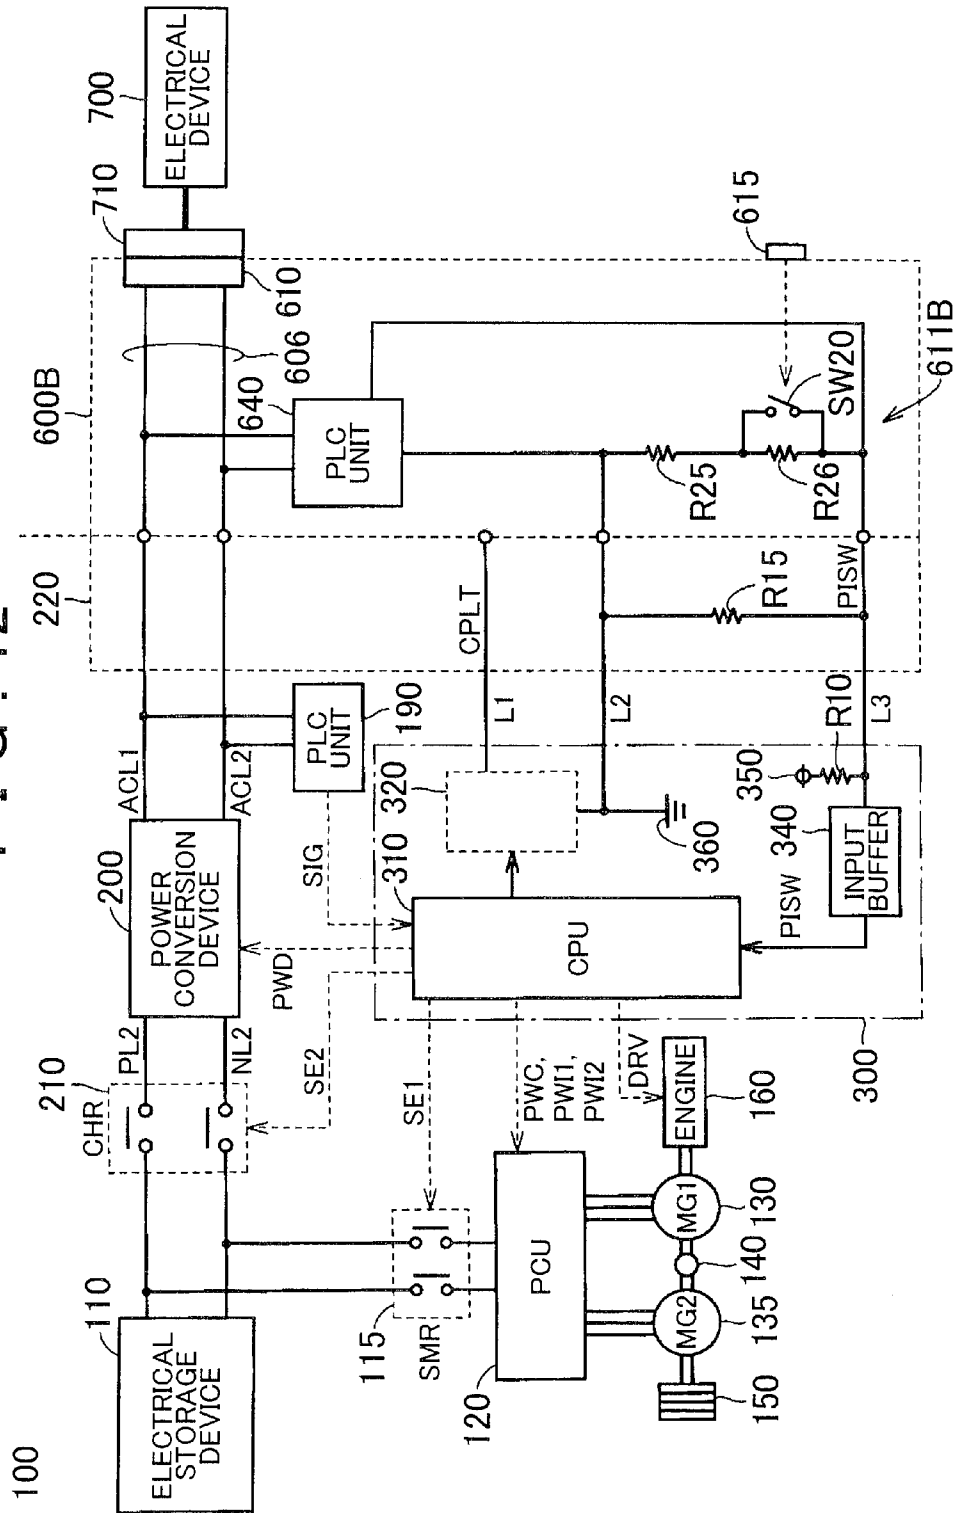 100
ELECTRICAL
STORAGE
DEVICE
110
CHR
210
PL2
NL2
POWER
CONVERSION
DEVICE
200
ACL1
ACL2
PLC
UNIT
190
220
600B
606
610
710
ELECTRICAL
DEVICE
700
PLC
UNIT
640
115
SMR
SE1
SE2
PWD
SIG
PCU
120
PWC,
PWI1,
PWI2
DRV
CPU
310
320
CPLT
L1
L2
L3
360
350
R10
340
INPUT
BUFFER
PISW
PISW
R15
R25
R26
SW20
615
611B
300
ENGINE
160
MG1
130
140
MG2
135
150